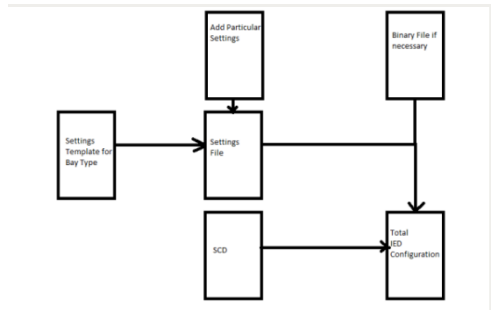 Add Particular
Settings
Binary File if
necessary
Settings
Template for
Bay Type
Settings
File
SCD
Total
IED
Configuration